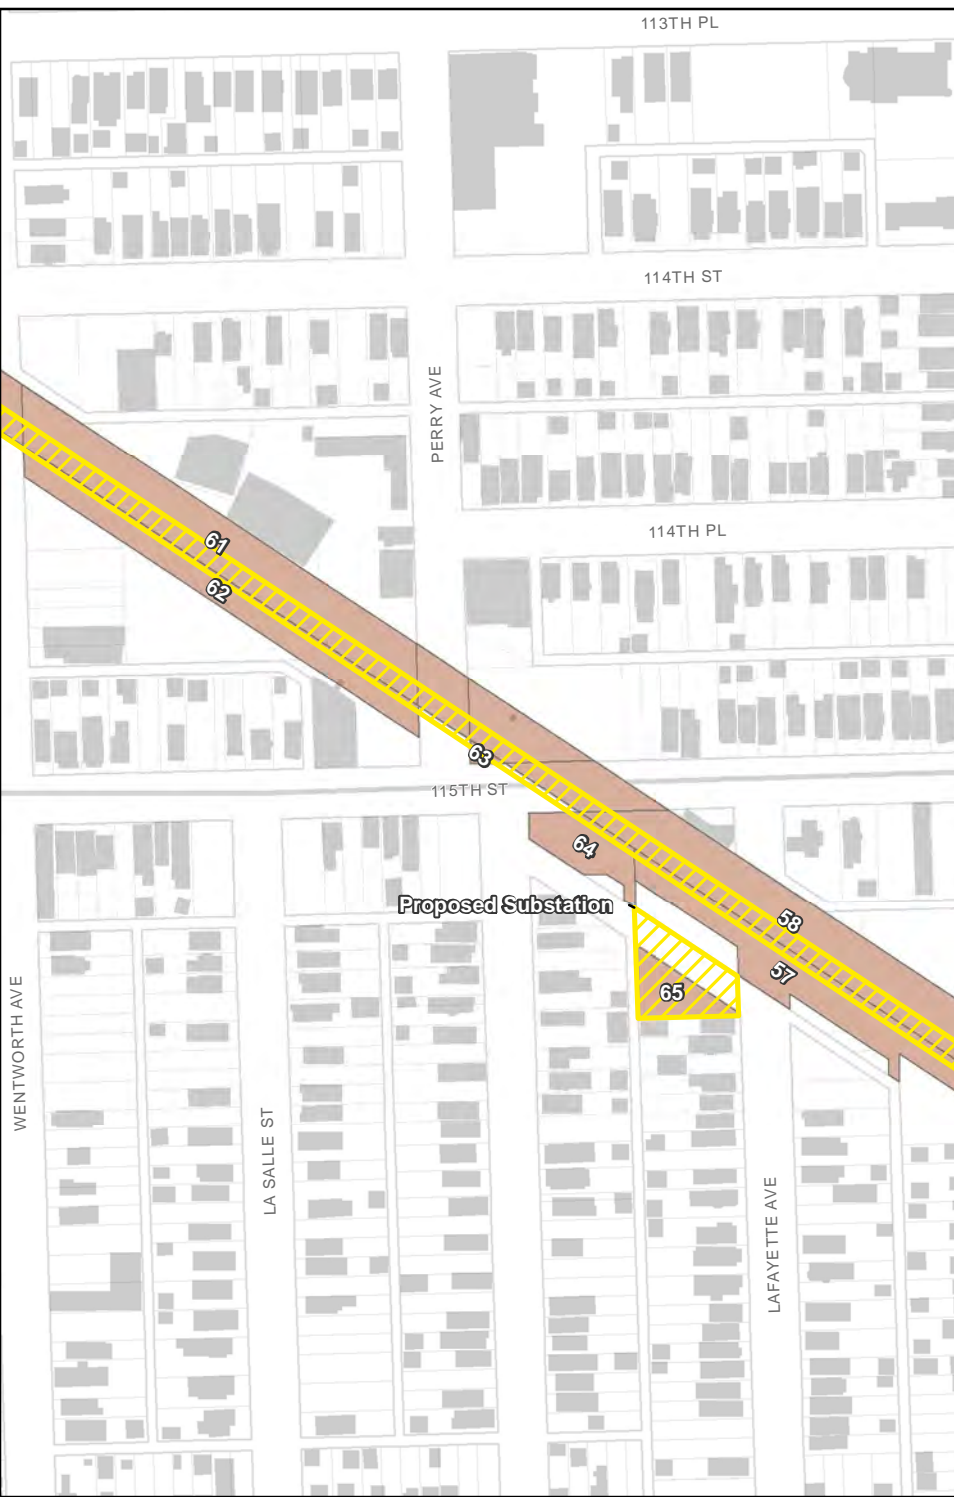 113TH PL
114TH ST
PERRY AVE
114TH PL
61
62
63
115TH ST
64
Proposed Substation
58
57
65
WENTWORTH AVE
LA SALLE ST
LAFAYETTE AVE